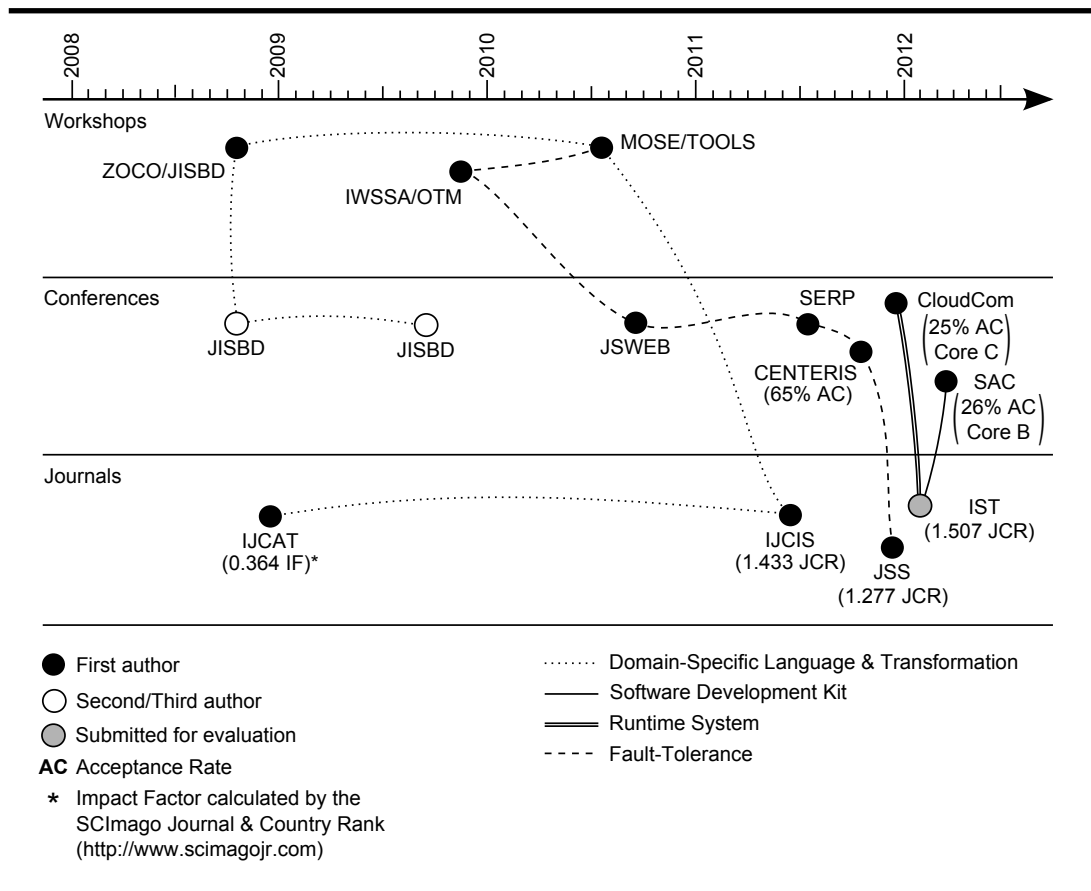 2008
2009
2010
2011
2012
Workshops
ZOCO/JISBD
MOSE/TOOLS
IWSSA/OTM
Conferences
JISBD
JISBD
JSWEB
SERP
CENTERIS
(65% AC)
CloudCom
(25% AC
Core C)
SAC
(26% AC
Core B)
Journals
IJCAT
(0.364 IF)*
IJCIS
(1.433 JCR)
IST
(1.507 JCR)
JSS
(1.277 JCR)
First author
Second/Third author
Submitted for evaluation
AC Acceptance Rate
* Impact Factor calculated by the
SCImago Journal & Country Rank
(http://www.scimagojr.com)
Domain-Specific Language & Transformation
Software Development Kit
Runtime System
Fault-Tolerance